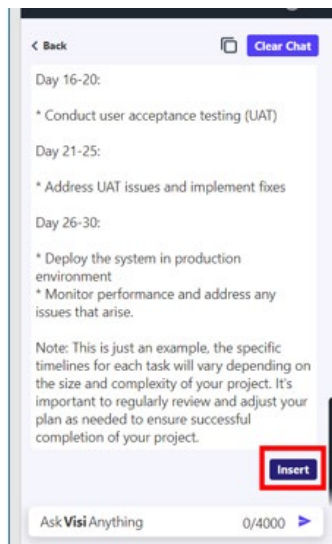 < Back
Clear Chat
Day 16-20:
* Conduct user acceptance testing (UAT)
Day 21-25:
* Address UAT issues and implement fixes
Day 26-30:
* Deploy the system in production
environment
* Monitor performance and address any
issues that arise.
Note: This is just an example, the specific
timelines for each task will vary depending on
the size and complexity of your project. It's
important to regularly review and adjust your
plan as needed to ensure successful
completion of your project.
Insert
Ask Visi Anything
0/4000